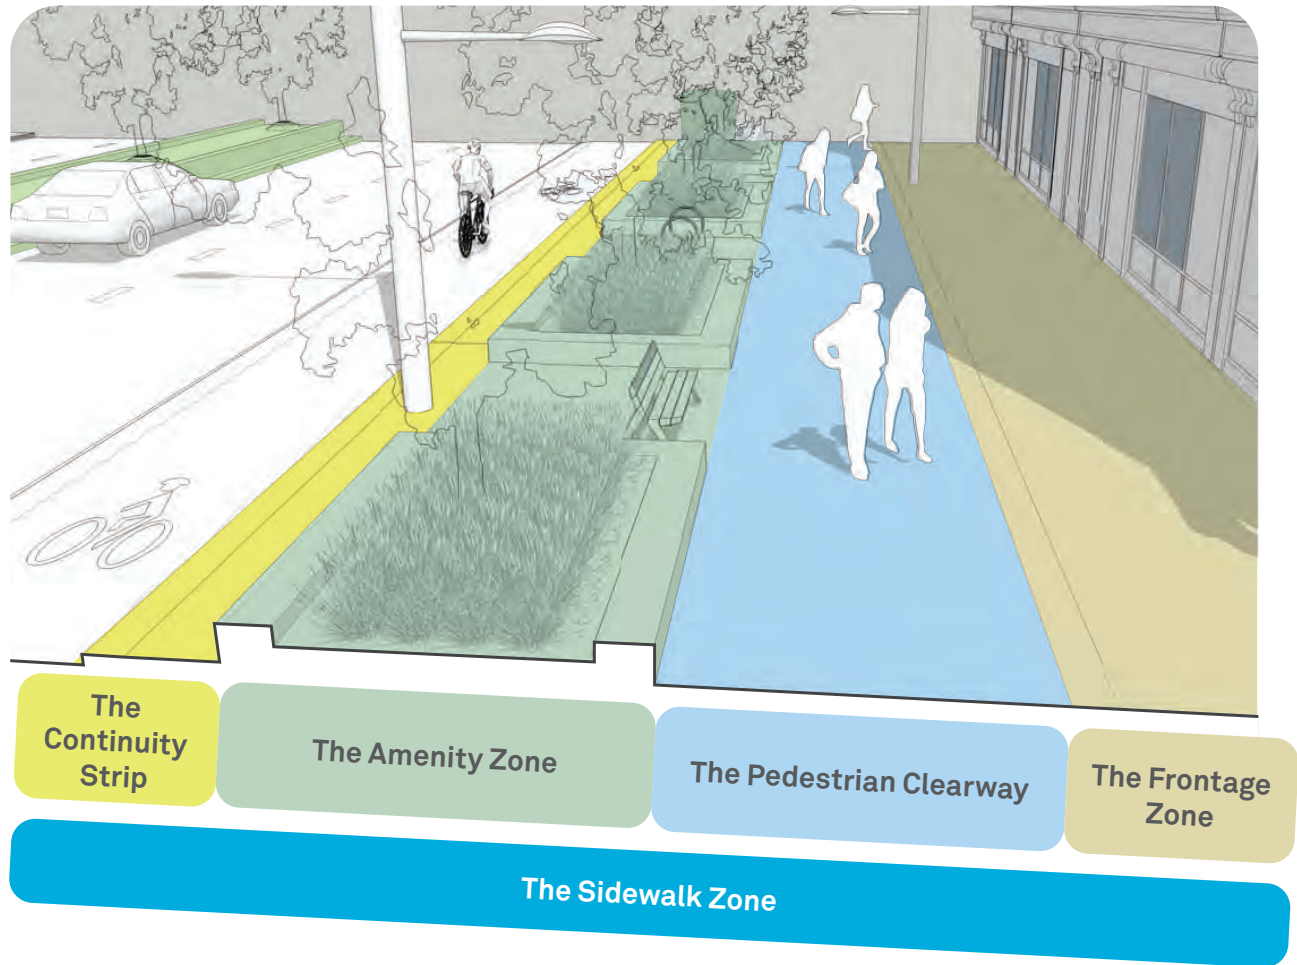 The
Continuity
Strip
The Amenity Zone
The Pedestrian Clearway
The Frontage
Zone
The Sidewalk Zone